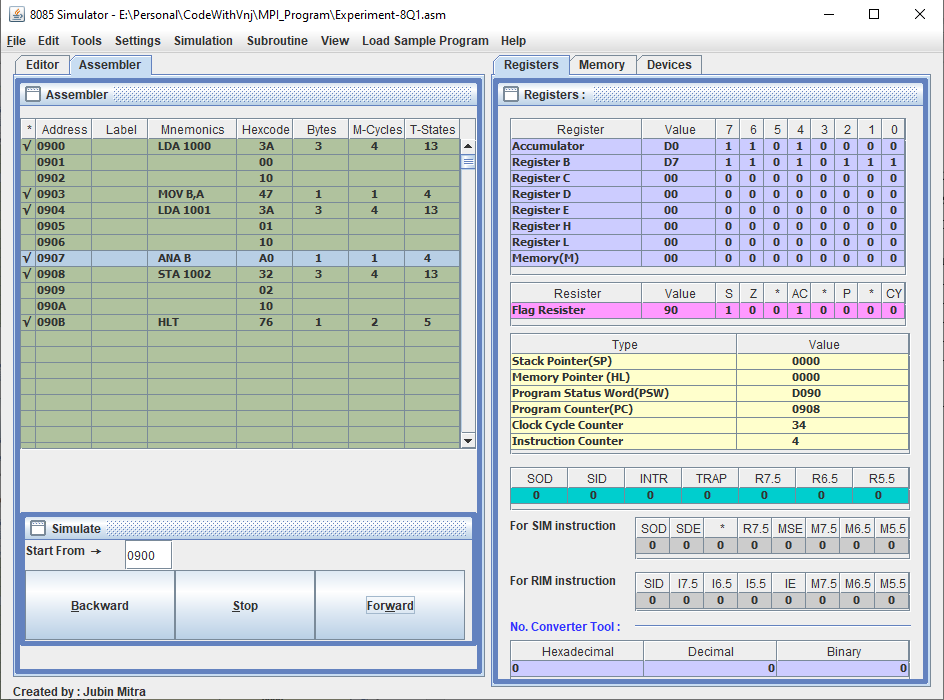 8085 Simulator - E:\Personal\CodeWithVnj\MPI_Program\Experiment-8Q1.asm
File Edit Tools Settings Simulation Subroutine View Load Sample Program Help
Editor Assembler
Assembler
* Address Label Mnemonics Hexcode Bytes M-Cycles T-States
√ 0900 LDA 1000 3A 3 4 13
0901 00
0902 10
√ 0903 MOV B,A 47 1 1 4
√ 0904 LDA 1001 3A 3 4 13
0905 01
0906 10
√ 0907 ANA B A0 1 1 4
√ 0908 STA 1002 32 3 4 13
0909 02
090A 10
√ 090B HLT 76 1 2 5
Simulate
Start From → 0900
Backward Stop Forward
Created by : Jubin Mitra
Registers Memory Devices
Registers :
Register Value 7 6 5 4 3 2 1 0
Accumulator D0 1 1 0 1 0 0 0 0
Register B D7 1 1 0 1 0 1 1 1
Register C 00 0 0 0 0 0 0 0 0
Register D 00 0 0 0 0 0 0 0 0
Register E 00 0 0 0 0 0 0 0 0
Register H 00 0 0 0 0 0 0 0 0
Register L 00 0 0 0 0 0 0 0 0
Memory(M) 00 0 0 0 0 0 0 0 0
Resister Value S Z * AC * P * CY
Flag Resister 90 1 0 0 1 0 0 0 0
Type Value
Stack Pointer(SP) 0000
Memory Pointer (HL) 0000
Program Status Word(PSW) D090
Program Counter(PC) 0908
Clock Cycle Counter 34
Instruction Counter 4
SOD SID INTR TRAP R7.5 R6.5 R5.5
0 0 0 0 0 0 0
For SIM instruction SOD SDE * R7.5 MSE M7.5 M6.5 M5.5
0 0 0 0 0 0 0 0
For RIM instruction SID I7.5 I6.5 I5.5 IE M7.5 M6.5 M5.5
0 0 0 0 0 0 0 0
No. Converter Tool :
Hexadecimal Decimal Binary
0 0 0